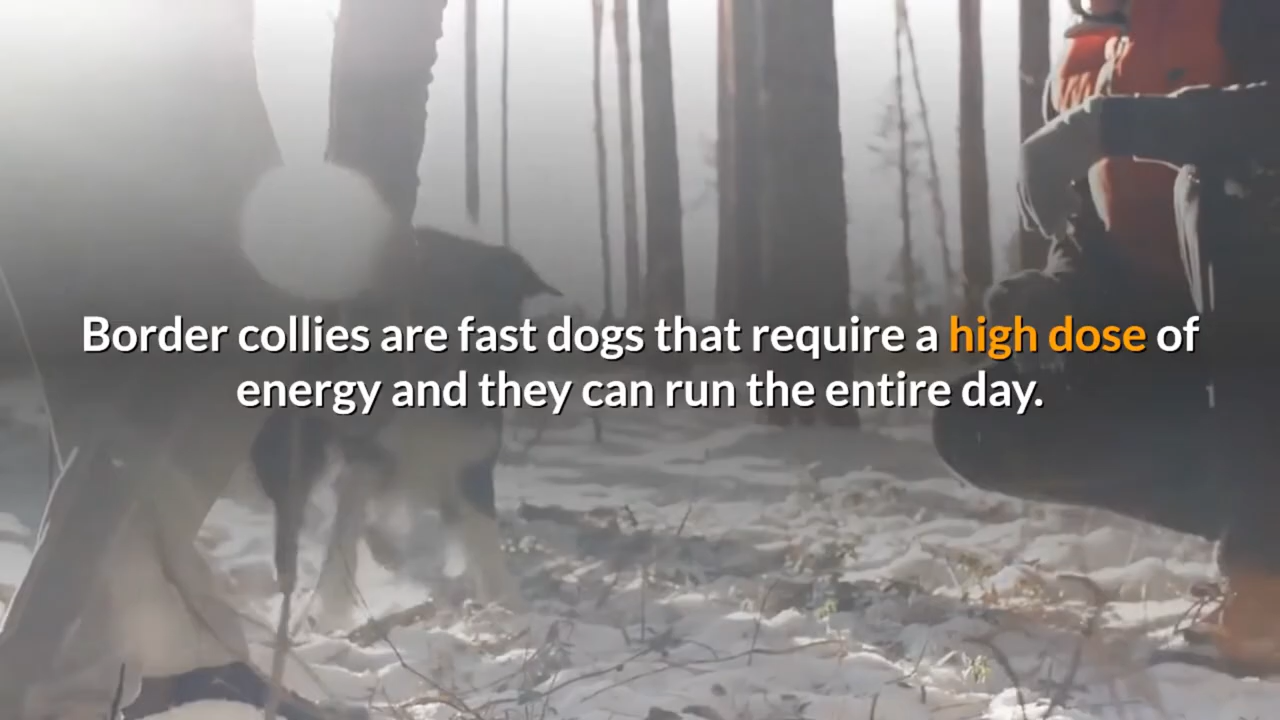 Border collies are fast dogs that require a high dose of
energy and they can run the entire day.